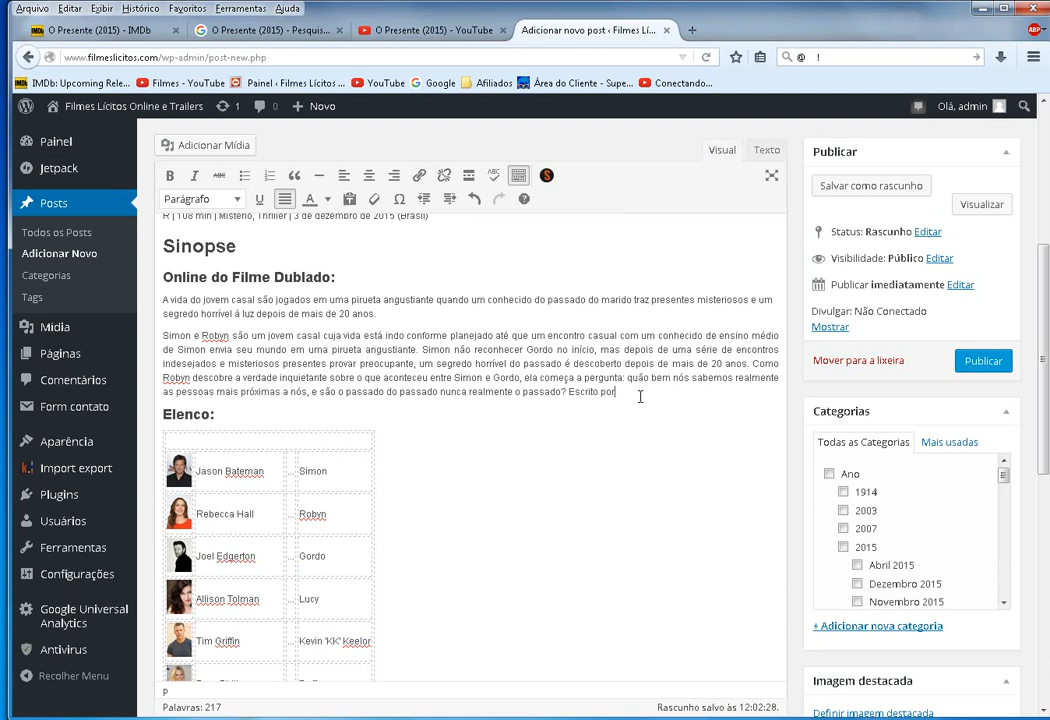 Arquivo Editar Exibir Histórico Favoritos Ferramentas Ajuda
O Presente (2015) - IMDb
O Presente (2015) - Pesquis...
O Presente (2015) - YouTube
Adicionar novo post ‹ Filmes Lí...
ABP
www.filmeslicitos.com/wp-admin/post-new.php
@ !
IMDb: Upcoming Rele... Filmes - YouTube Painel ‹ Filmes Lícitos... YouTube Google Afiliados Área do Cliente - Supe... Conectando...
Filmes Lícitos Online e Trailers 1 0 Novo Olá, admin
Painel
Jetpack
Posts
Todos os Posts
Adicionar Novo
Categorias
Tags
Mídia
Páginas
Comentários
Form contato
Aparência
Import export
Plugins
Usuários
Ferramentas
Configurações
Google Universal
Analytics
Antivirus
Recolher Menu
Adicionar Mídia
Visual Texto
B I ABC ABC S
Parágrafo U A Ω
R | 108 min | Mistério, Thriller | 3 de dezembro de 2015 (Brasil)
Sinopse
Online do Filme Dublado:
A vida do jovem casal são jogados em uma pirueta angustiante quando um conhecido do passado do marido traz presentes misteriosos e um
segredo horrível á luz depois de mais de 20 anos.
Simon e Robyn são um jovem casal cuja vida está indo conforme planejado até que um encontro casual com um conhecido de ensino médio
de Simon envia seu mundo em uma pirueta angustiante. Simon não reconhecer Gordo no início, mas depois de uma série de encontros
indesejados e misteriosos presentes provar preocupante, um segredo horrível do passado é descoberto depois de mais de 20 anos. Como
Robyn descobre a verdade inquietante sobre o que aconteceu entre Simon e Gordo, ela começa a pergunta: quão bem nós sabemos realmente
as pessoas mais próximas a nós, e são o passado do passado nunca realmente o passado? Escrito por
Elenco:
Jason Bateman ... Simon
Rebecca Hall ... Robyn
Joel Edgerton ... Gordo
Allison Tolman ... Lucy
Tim Griffin ... Kevin 'KK' Keelor
P
Palavras: 217 Rascunho salvo às 12:02:28.
Publicar
Salvar como rascunho
Visualizar
Status: Rascunho Editar
Visibilidade: Público Editar
Publicar imediatamente Editar
Divulgar: Não Conectado
Mostrar
Mover para a lixeira Publicar
Categorias
Todas as Categorias Mais usadas
Ano
1914
2003
2007
2015
Abril 2015
Dezembro 2015
Novembro 2015
+ Adicionar nova categoria
Imagem destacada
Definir imagem destacada